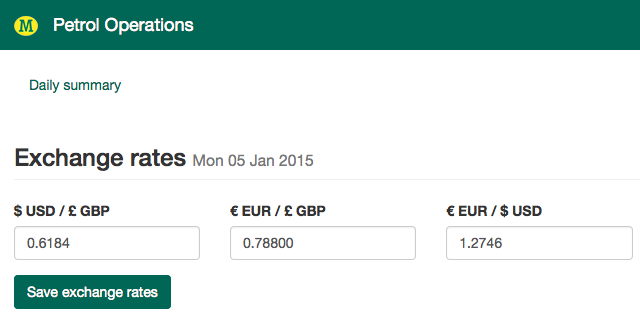 M Petrol Operations
Daily summary
Exchange rates Mon 05 Jan 2015
$ USD / £ GBP € EUR / £ GBP € EUR / $ USD
0.6184 0.78800 1.2746
Save exchange rates